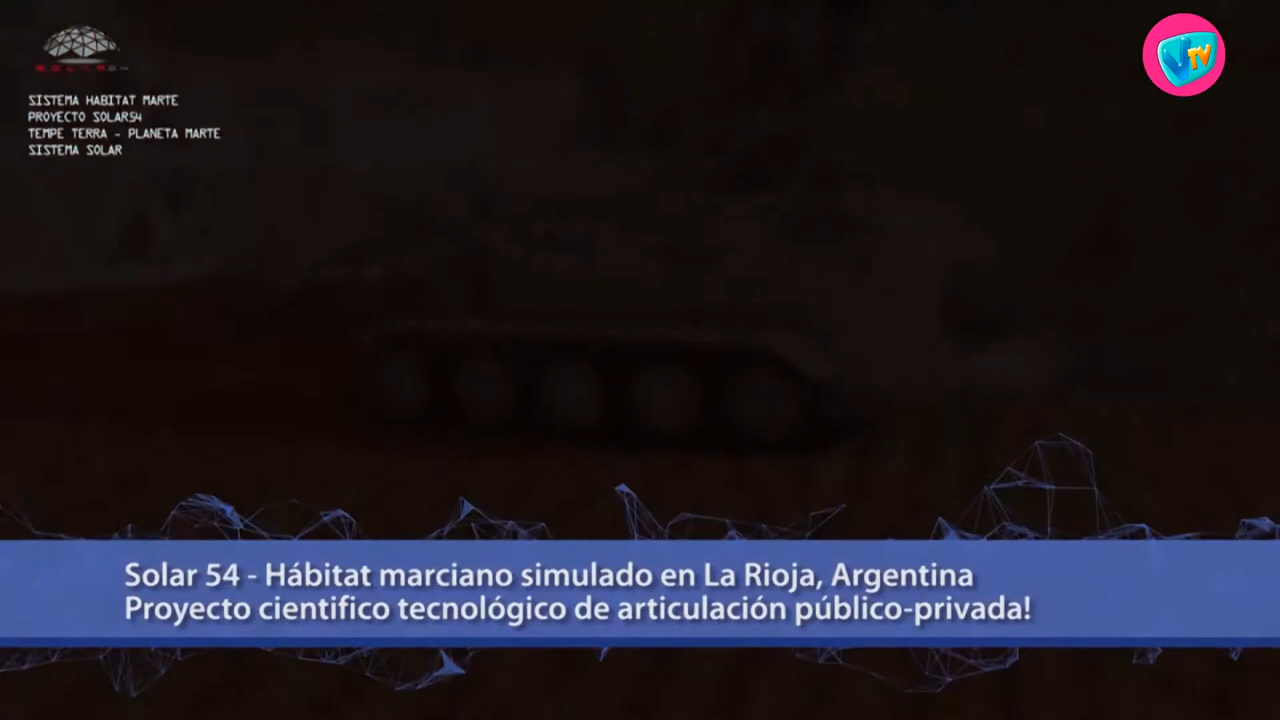 SISTEMA HABITAT MARTE
PROYECTO SOLAR54
TEMPE TERRA - PLANETA MARTE
SISTEMA SOLAR
TV
Solar 54 - Hábitat marciano simulado en La Rioja, Argentina
Proyecto cientifico tecnológico de articulación público-privada!